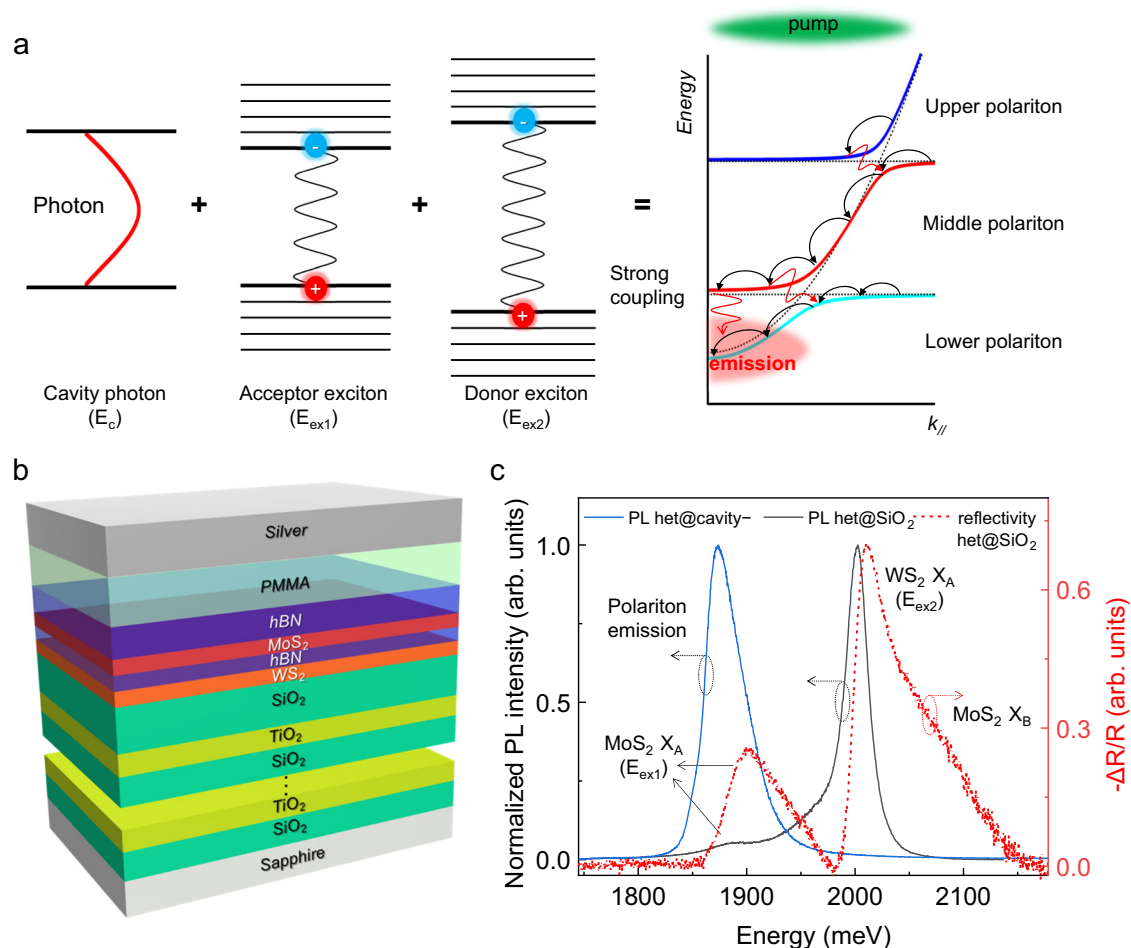 a
pump
Energy
Upper polariton
Middle polariton
Lower polariton
emission
k//
Photon
+
-
+
+
-
+
=
Strong
coupling
Cavity photon
(Ec)
Acceptor exciton
(Eex1)
Donor exciton
(Eex2)
b
Silver
PMMA
hBN
MoS2
hBN
WS2
SiO2
TiO2
SiO2
⋮
TiO2
SiO2
Sapphire
c
PL het@cavity–
PL het@SiO2
reflectivity
het@SiO2
Normalized PL intensity (arb. units)
1.0
0.5
0.0
Polariton
emission
MoS2 XA
(Eex1)
WS2 XA
(Eex2)
MoS2 XB
0.6
0.3
0.0
-ΔR/R (arb. units)
1800
1900
2000
2100
Energy (meV)